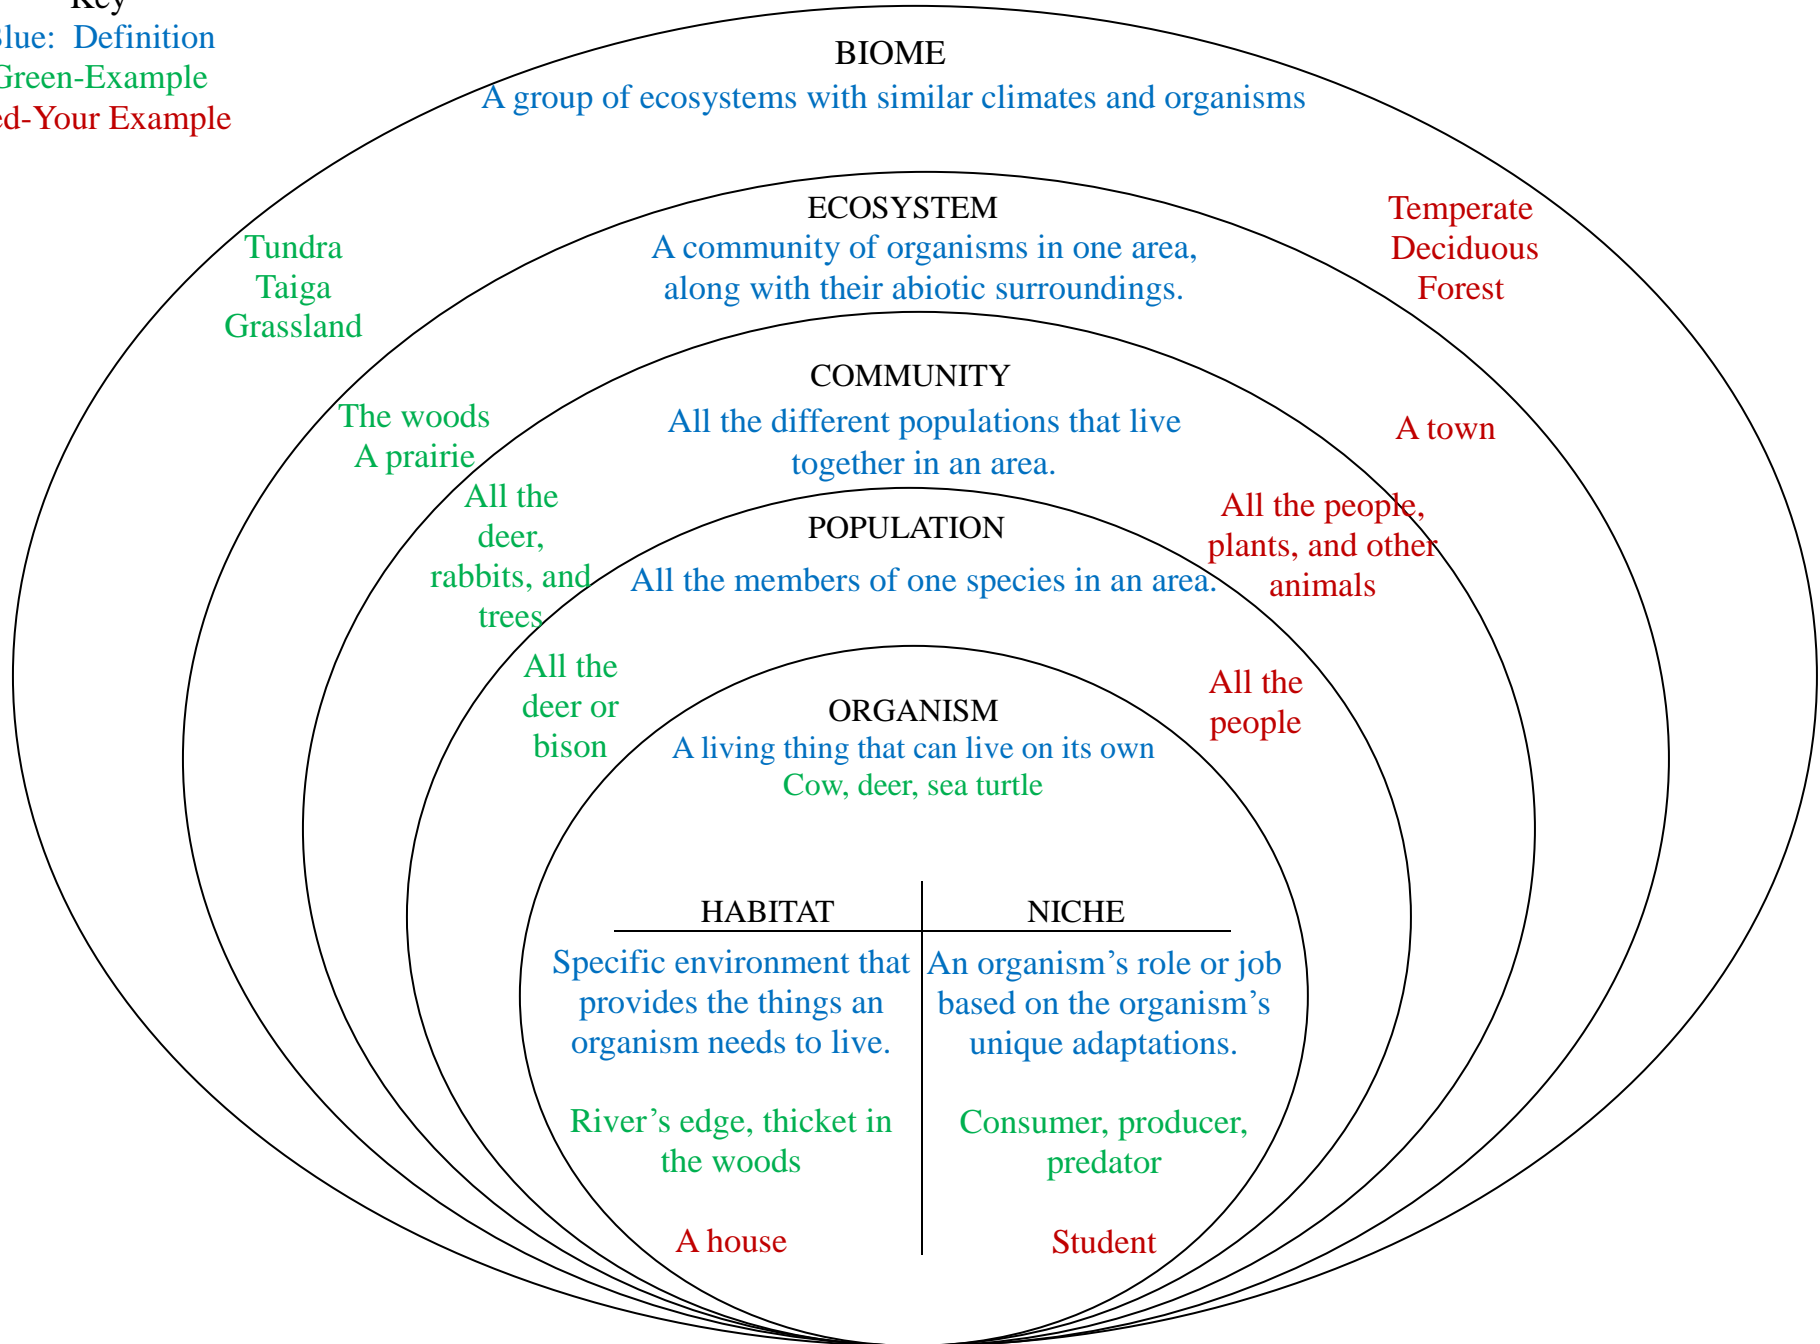 Key
Blue: Definition
Green-Example
Red-Your Example
BIOME
A group of ecosystems with similar climates and organisms
Tundra
Taiga
Grassland
Temperate
Deciduous
Forest
ECOSYSTEM
A community of organisms in one area,
along with their abiotic surroundings.
The woods
A prairie
A town
COMMUNITY
All the different populations that live
together in an area.
All the
deer,
rabbits, and
trees
All the people,
plants, and other
animals
POPULATION
All the members of one species in an area.
All the
deer or
bison
All the
people
ORGANISM
A living thing that can live on its own
Cow, deer, sea turtle
HABITAT
Specific environment that
provides the things an
organism needs to live.
River’s edge, thicket in
the woods
A house
NICHE
An organism’s role or job
based on the organism’s
unique adaptations.
Consumer, producer,
predator
Student